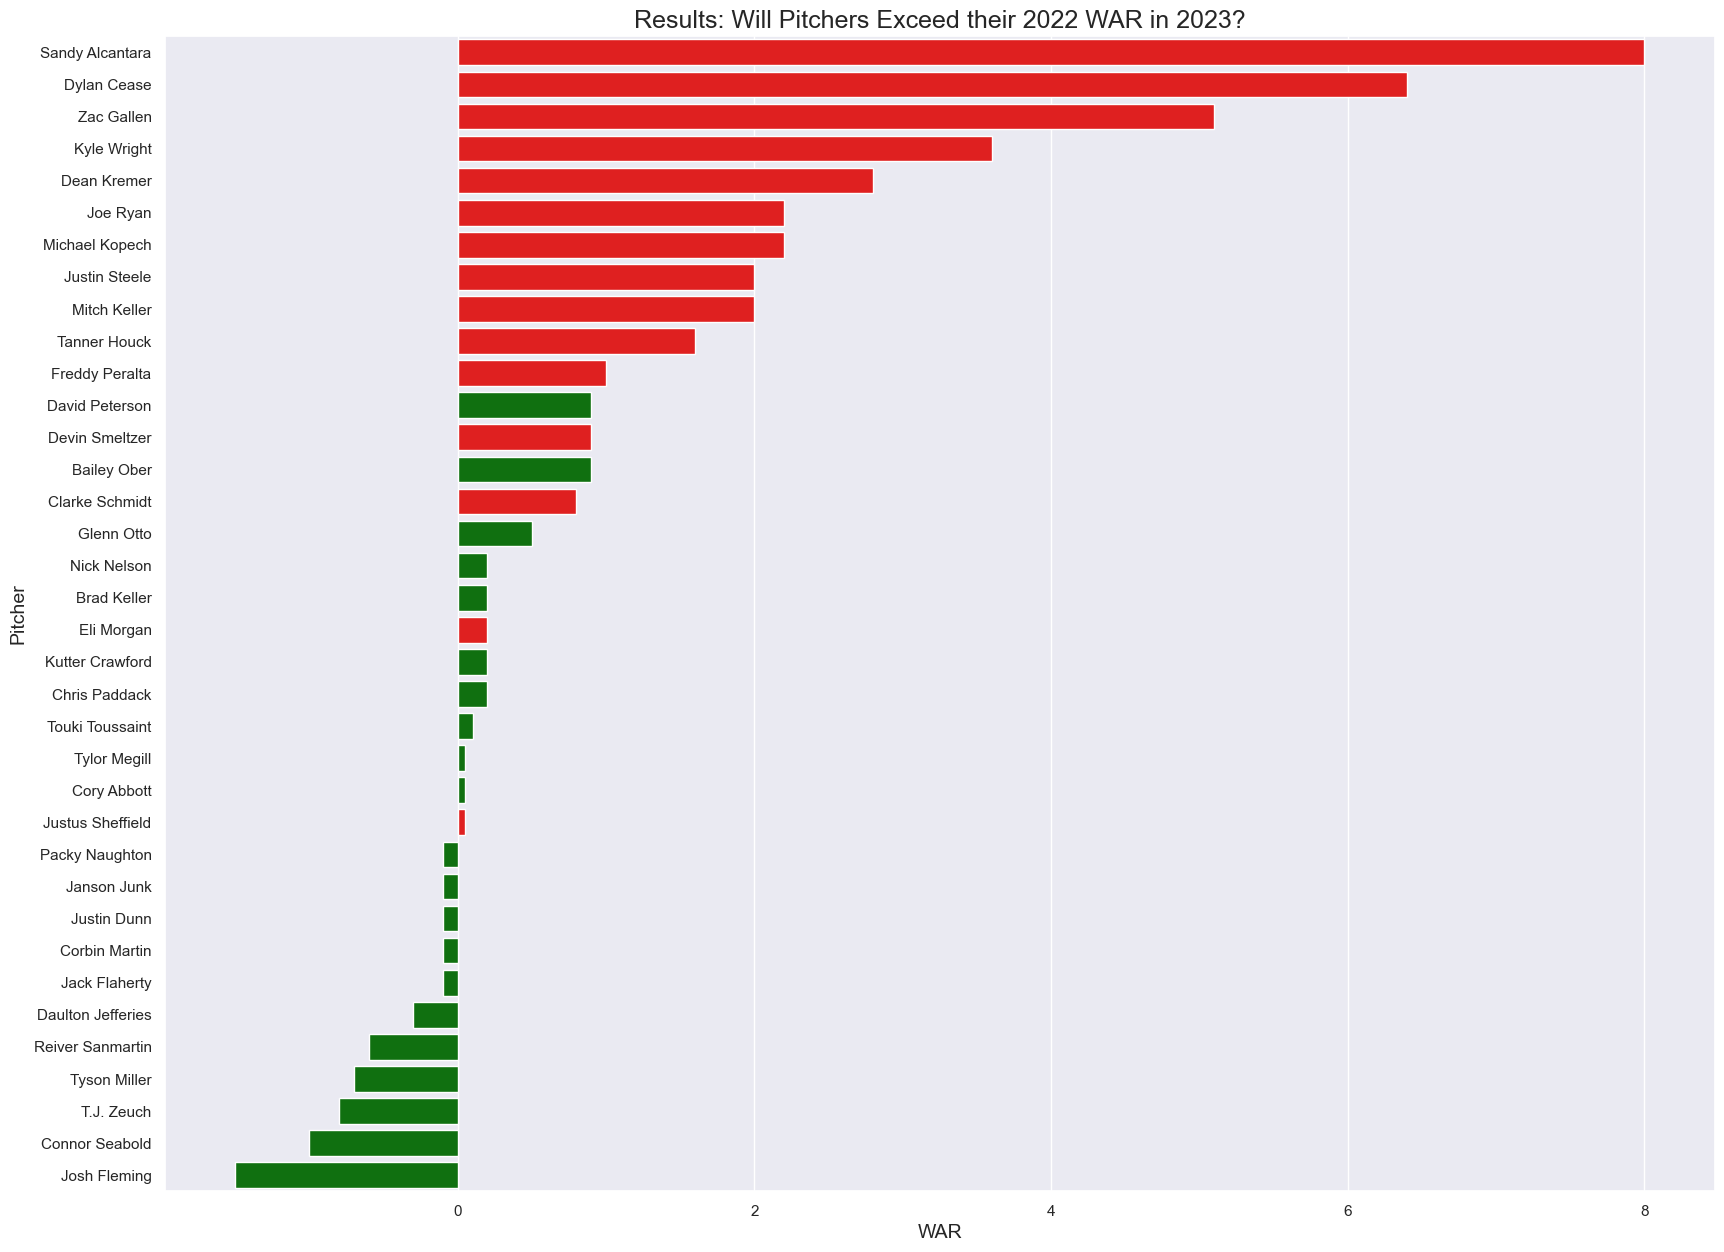 Results: Will Pitchers Exceed their 2022 WAR in 2023?
Pitcher
Sandy Alcantara
Dylan Cease
Zac Gallen
Kyle Wright
Dean Kremer
Joe Ryan
Michael Kopech
Justin Steele
Mitch Keller
Tanner Houck
Freddy Peralta
David Peterson
Devin Smeltzer
Bailey Ober
Clarke Schmidt
Glenn Otto
Nick Nelson
Brad Keller
Eli Morgan
Kutter Crawford
Chris Paddack
Touki Toussaint
Tylor Megill
Cory Abbott
Justus Sheffield
Packy Naughton
Janson Junk
Justin Dunn
Corbin Martin
Jack Flaherty
Daulton Jefferies
Reiver Sanmartin
Tyson Miller
T.J. Zeuch
Connor Seabold
Josh Fleming
0 2 4 6 8
WAR